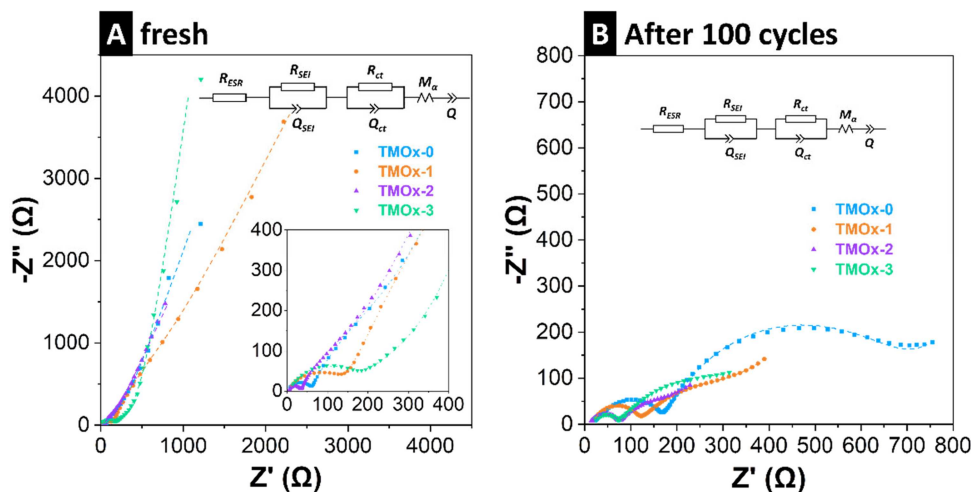 A fresh
-Z" (Ω)
4000
3000
2000
1000
0
0 1000 2000 3000 4000
Z' (Ω)
R_ESR R_SEI R_ct M_α
Q_SEI Q_ct Q
TMOx-0
TMOx-1
TMOx-2
TMOx-3
400
300
200
100
0
0 100 200 300 400
B After 100 cycles
-Z" (Ω)
800
700
600
500
400
300
200
100
0
0 100 200 300 400 500 600 700 800
Z' (Ω)
R_ESR R_SEI R_ct M_α
Q_SEI Q_ct Q
TMOx-0
TMOx-1
TMOx-2
TMOx-3